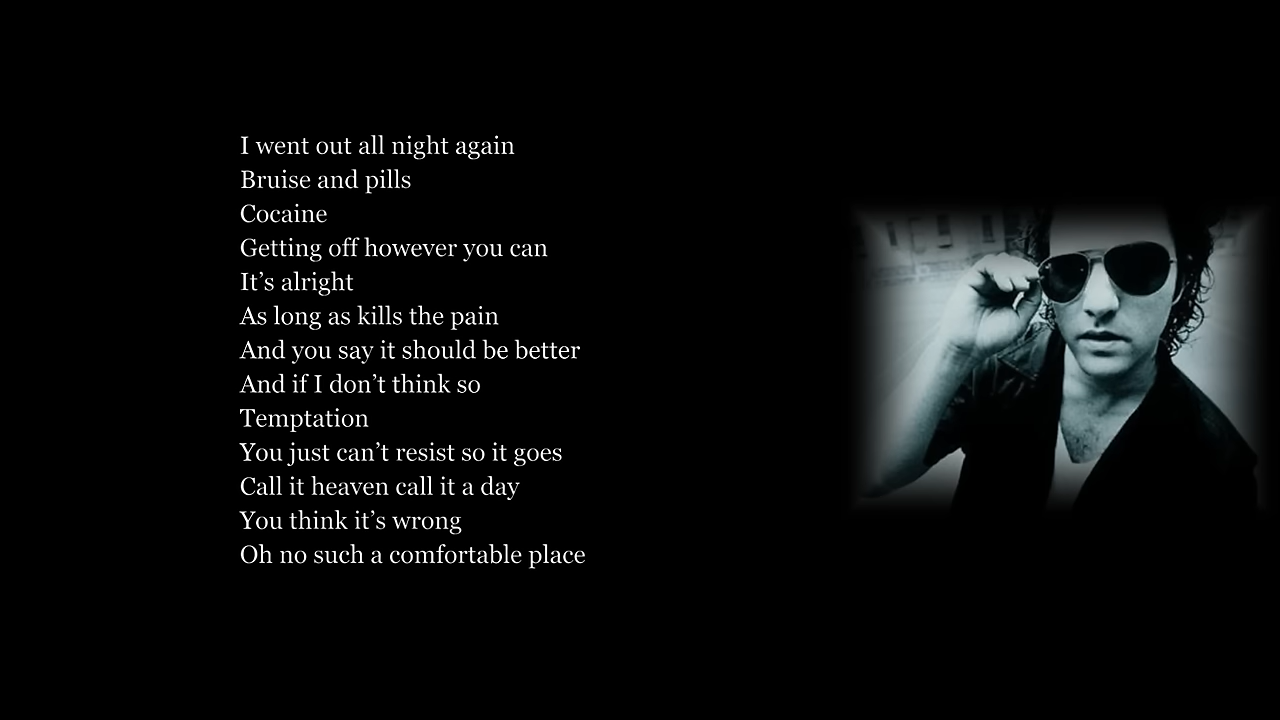 I went out all night again
Bruise and pills
Cocaine
Getting off however you can
It’s alright
As long as kills the pain
And you say it should be better
And if I don’t think so
Temptation
You just can’t resist so it goes
Call it heaven call it a day
You think it’s wrong
Oh no such a comfortable place